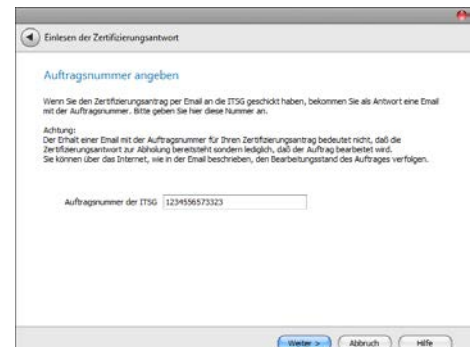 Einlesen der Zertifizierungsantwort
Auftragsnummer angeben
Wenn Sie den Zertifizierungsantrag per Email an die ITSG geschickt haben, bekommen Sie als Antwort eine Email
mit der Auftragsnummer. Bitte geben Sie hier diese Nummer an.
Achtung:
Der Erhalt einer Email mit der Auftragsnummer für Ihren Zertifizierungsantrag bedeutet nicht, daß die
Zertifizierungsantwort zur Abholung bereitsteht sondern lediglich, daß der Auftrag bearbeitet wird.
Sie können über das Internet, wie in der Email beschrieben, den Bearbeitungsstand des Auftrages verfolgen.
Auftragsnummer der ITSG 1234556573323
Weiter > Abbruch Hilfe